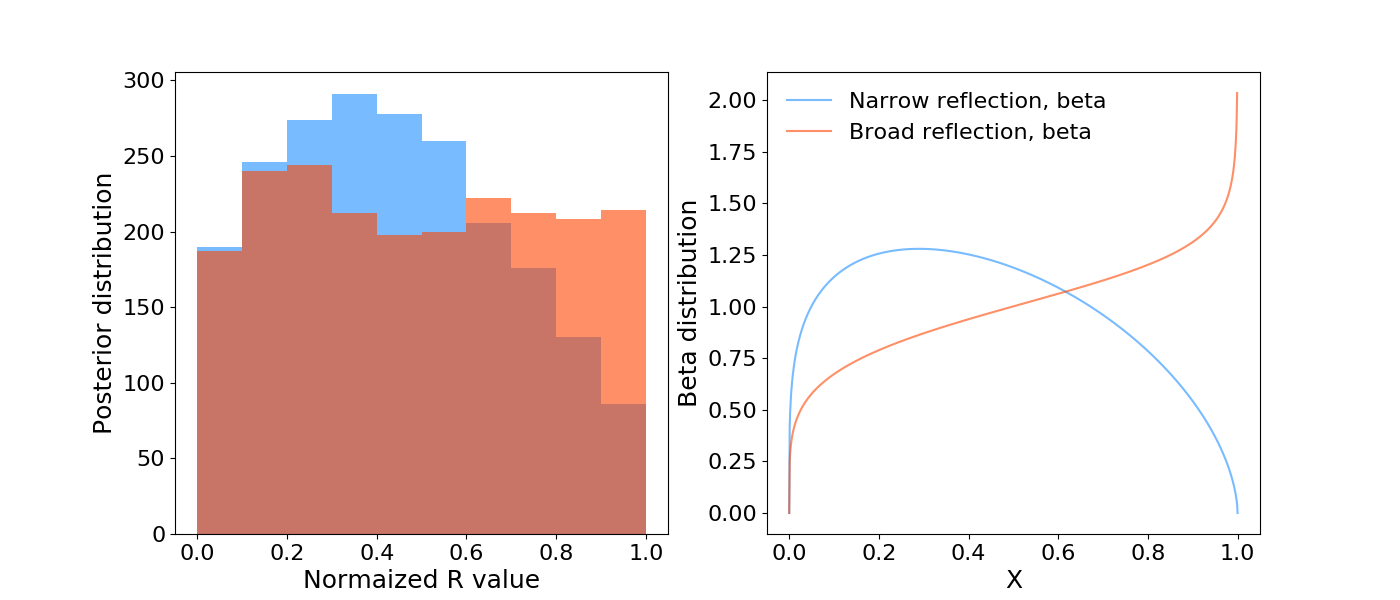 300
250
200
150
100
50
0
0.0 0.2 0.4 0.6 0.8 1.0
Normaized R value
Posterior distribution
Narrow reflection, beta
Broad reflection, beta
2.00
1.75
1.50
1.25
1.00
0.75
0.50
0.25
0.00
0.0 0.2 0.4 0.6 0.8 1.0
X
Beta distribution